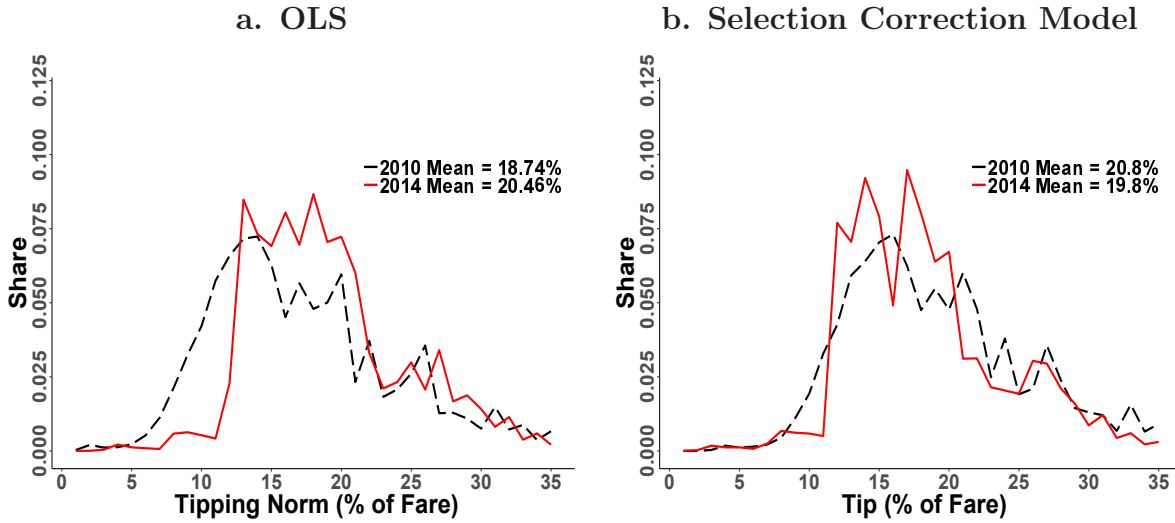 a. OLS
b. Selection Correction Model
0.125
0.100
0.075
0.050
0.025
0.000
Share
2010 Mean = 18.74%
2014 Mean = 20.46%
0 5 10 15 20 25 30 35
Tipping Norm (% of Fare)
0.125
0.100
0.075
0.050
0.025
0.000
Share
2010 Mean = 20.8%
2014 Mean = 19.8%
0 5 10 15 20 25 30 35
Tip (% of Fare)